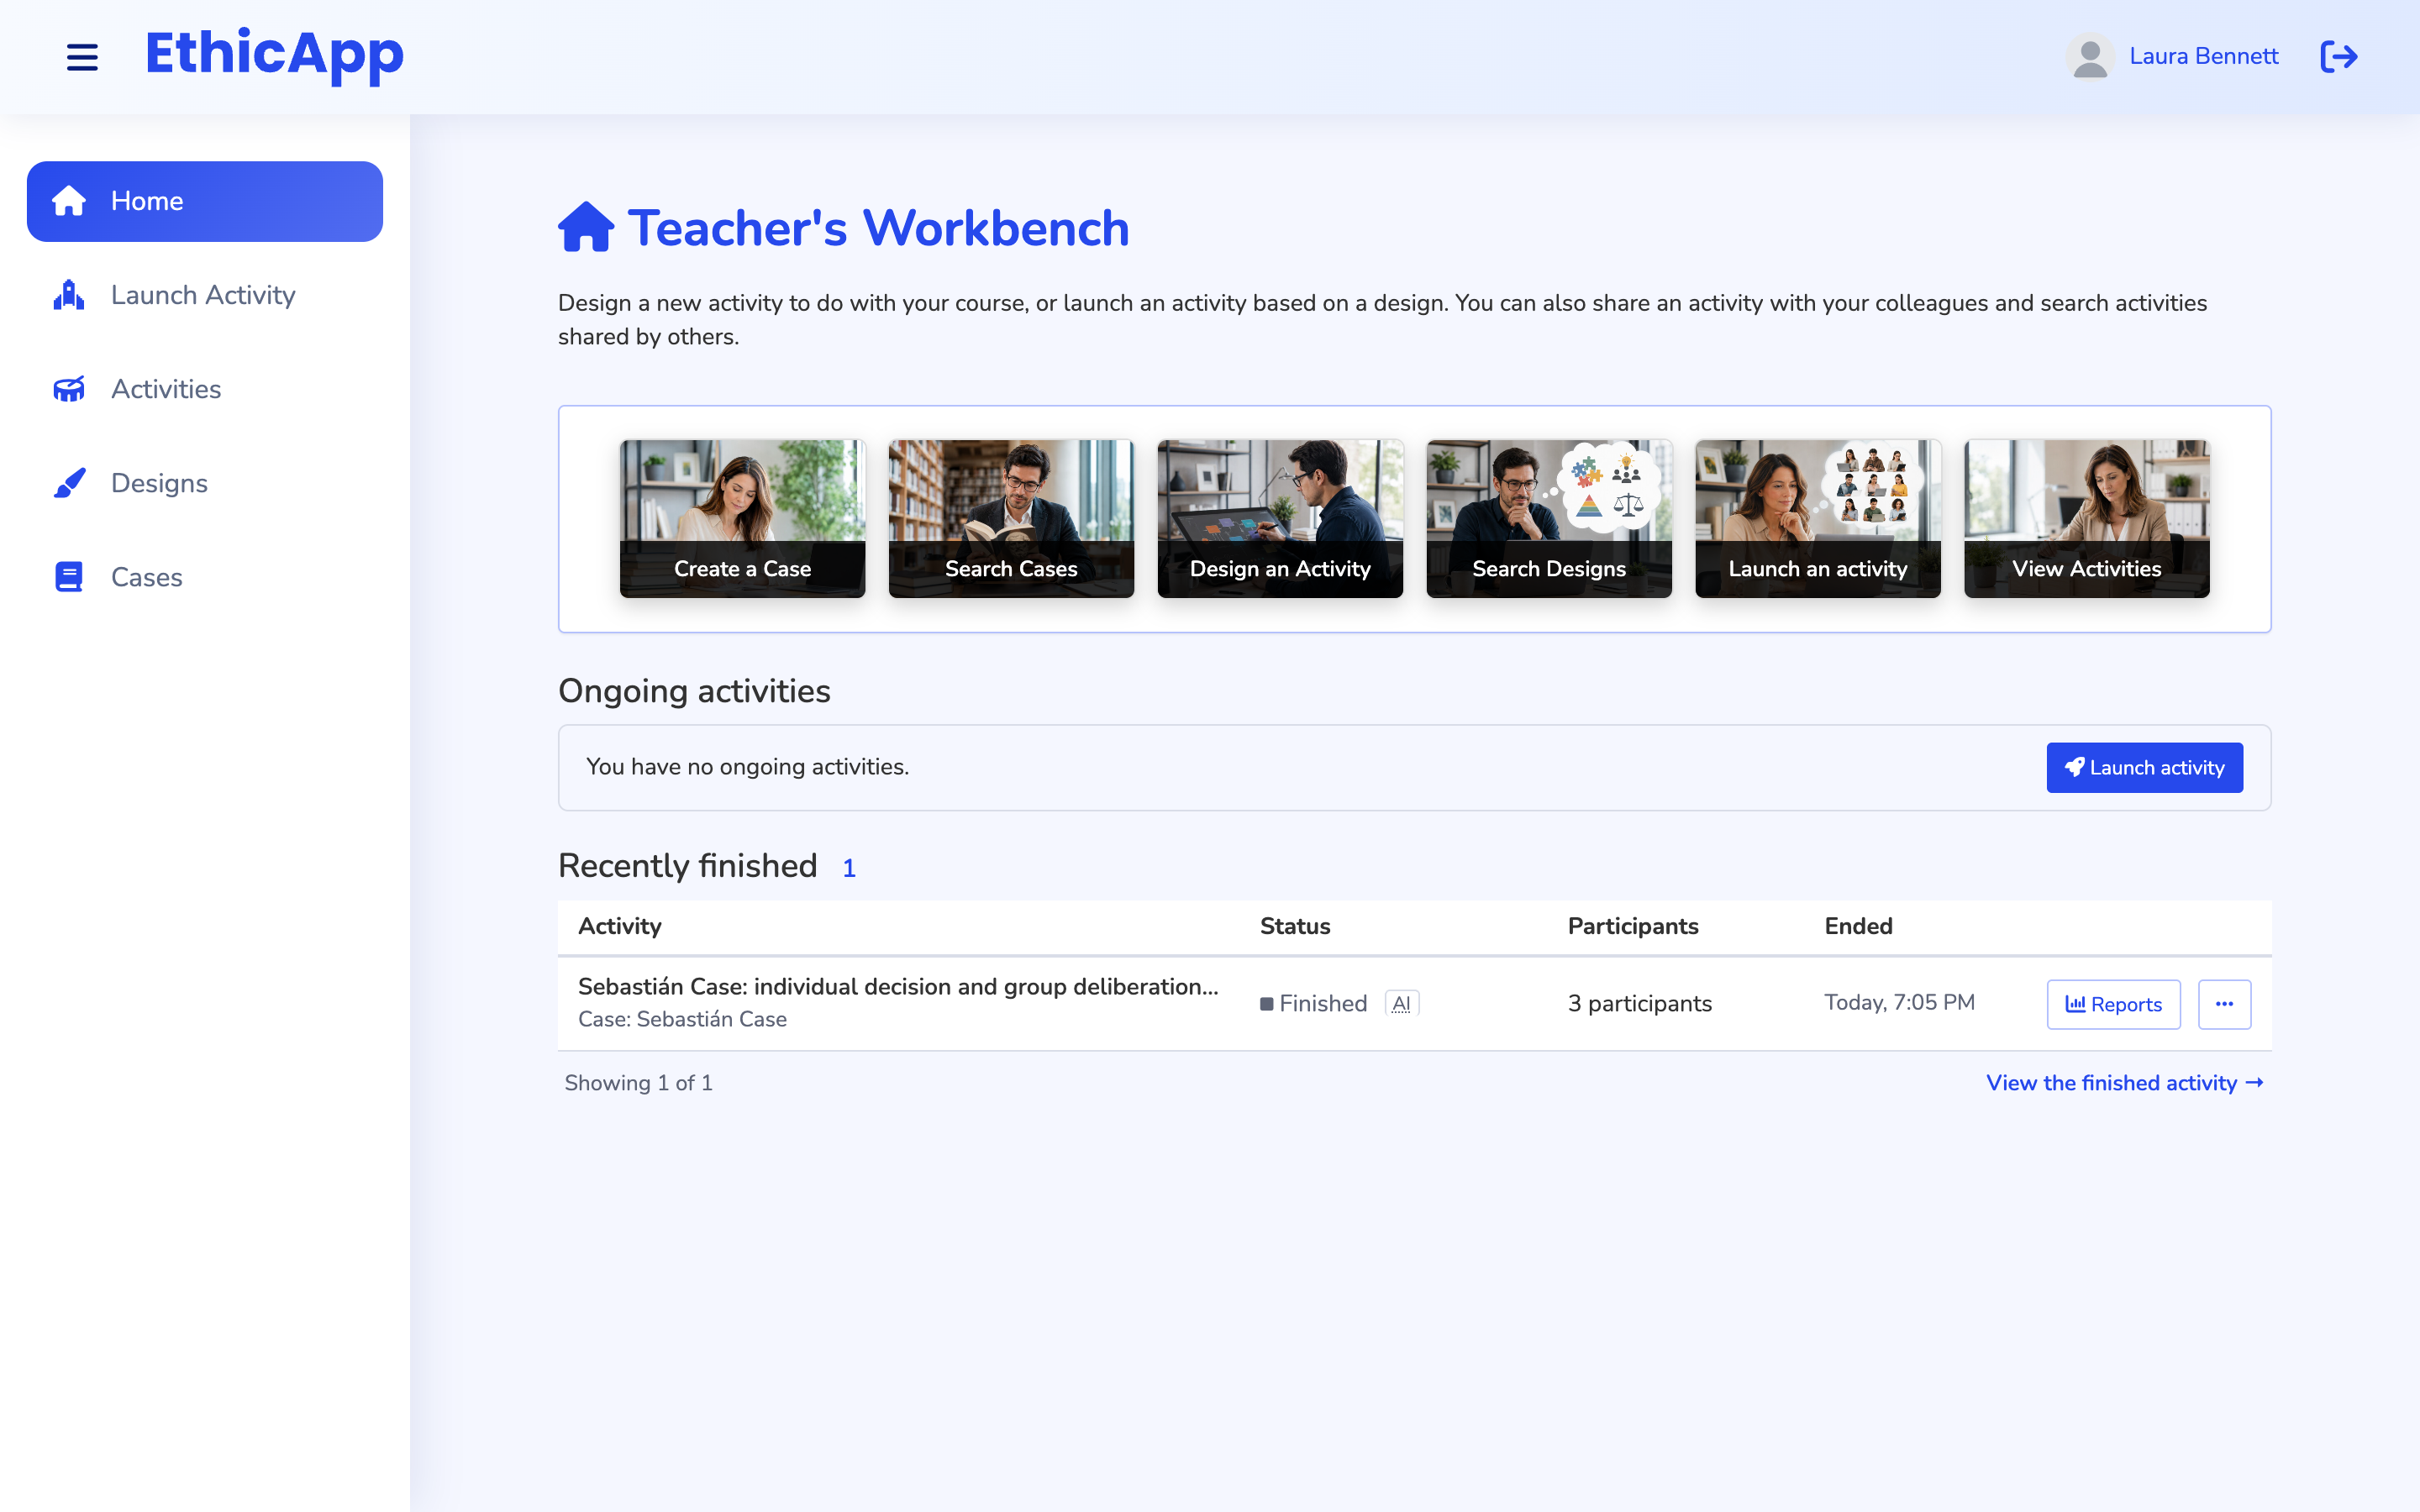 EthicApp
Laura Bennett
Home
Launch Activity
Activities
Designs
Cases
Teacher's Workbench
Design a new activity to do with your course, or launch an activity based on a design. You can also share an activity with your colleagues and search activities
shared by others.
Create a Case
Search Cases
Design an Activity
Search Designs
Launch an activity
View Activities
Ongoing activities
You have no ongoing activities.
Launch activity
Recently finished 1
Activity Status Participants Ended
Sebastián Case: individual decision and group deliberation...
Case: Sebastián Case
Finished AI
3 participants
Today, 7:05 PM
Reports
...
Showing 1 of 1
View the finished activity →